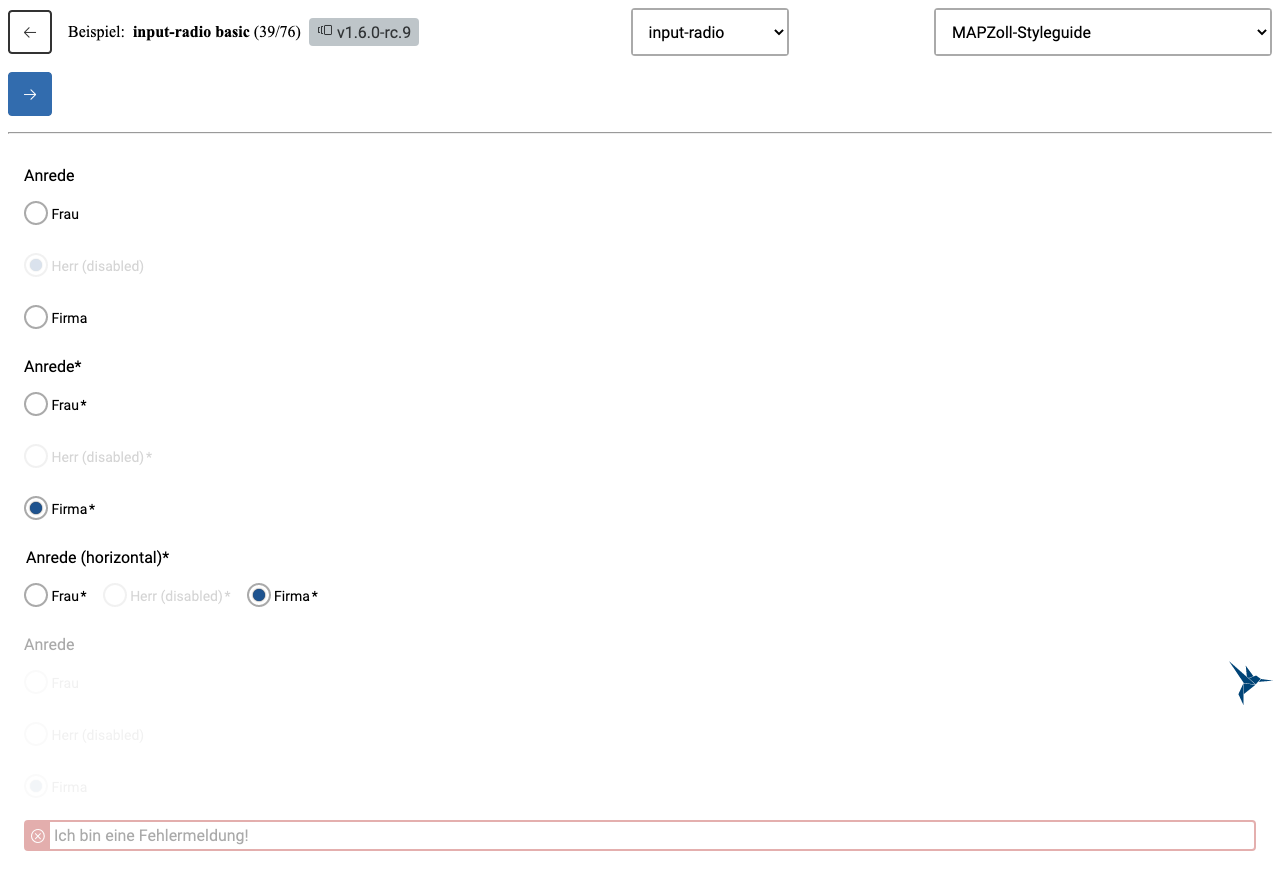 Beispiel: input-radio basic (39/76) v1.6.0-rc.9 input-radio MAPZoll-Styleguide
Anrede
Frau
Herr (disabled)
Firma
Anrede*
Frau*
Herr (disabled)*
Firma*
Anrede (horizontal)*
Frau* Herr (disabled)* Firma*
Anrede
Frau
Herr (disabled)
Firma
Ich bin eine Fehlermeldung!